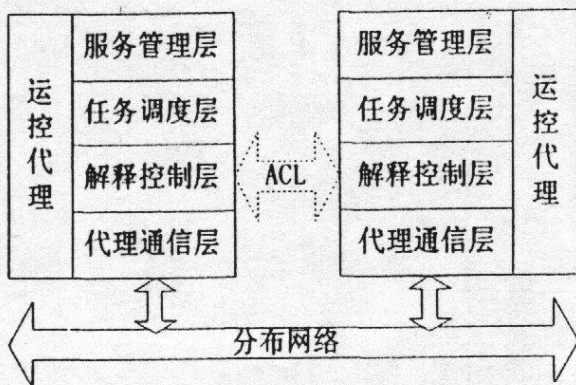 运控代理
服务管理层
任务调度层
解释控制层
代理通信层
ACL
服务管理层
任务调度层
解释控制层
代理通信层
运控代理
分布网络